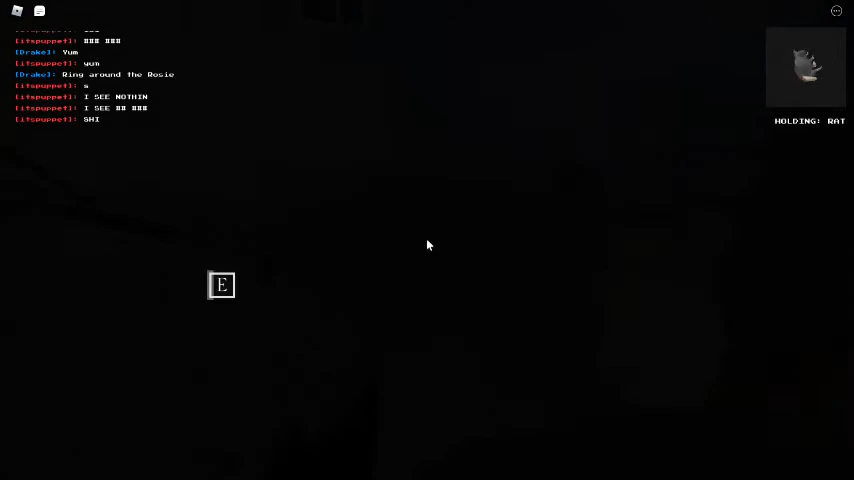 [itspuppet]: ### ###
[Drake]: Yum
[itspuppet]: yum
[Drake]: Ring around the Rosie
[itspuppet]: s
[itspuppet]: I SEE NOTHIN
[itspuppet]: I SEE ## ###
[itspuppet]: SHI
HOLDING: RAT
E